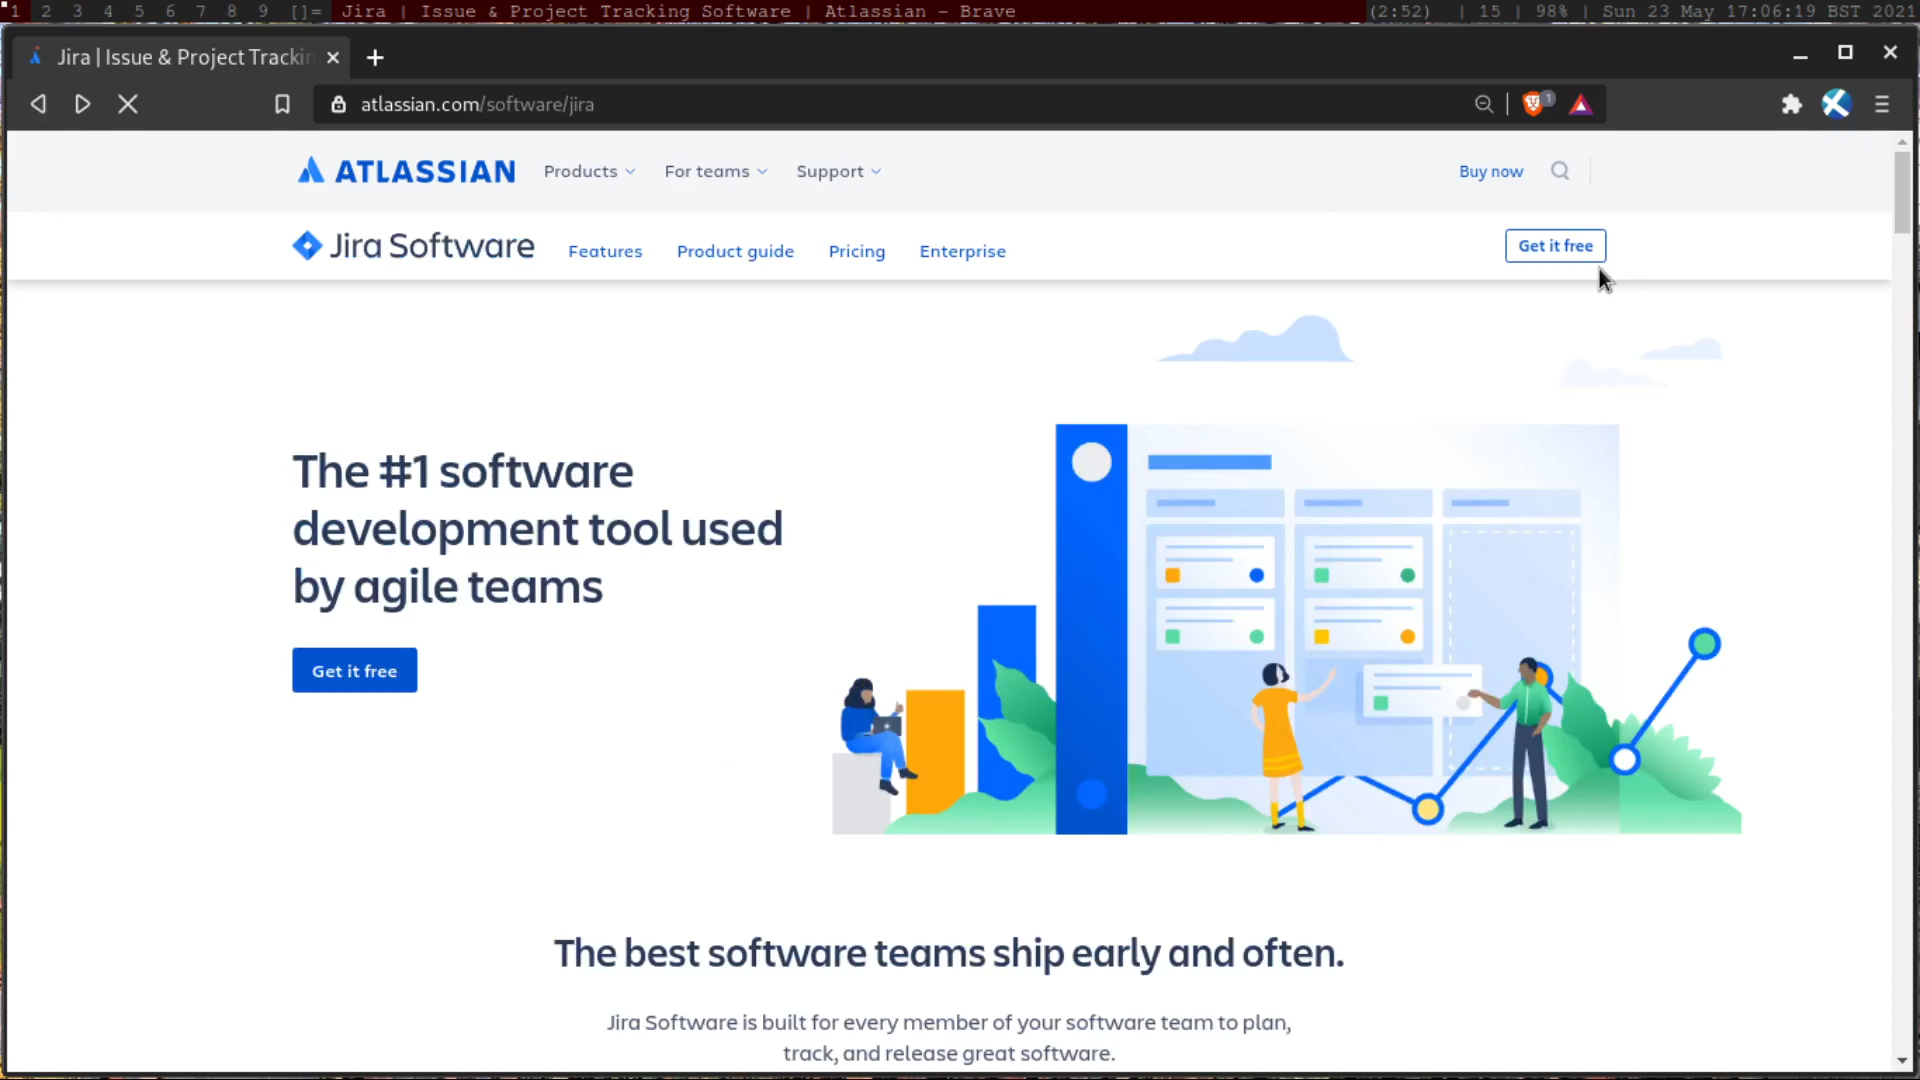 1 2 3 4 5 6 7 8 9 []= Jira | Issue & Project Tracking Software | Atlassian - Brave (2:52) | 15 | 98% | Sun 23 May 17:06:19 BST 2021
Jira | Issue & Project Trackin
atlassian.com/software/jira 1
ATLASSIAN Products For teams Support Buy now
Jira Software Features Product guide Pricing Enterprise Get it free
The #1 software
development tool used
by agile teams
Get it free
The best software teams ship early and often.
Jira Software is built for every member of your software team to plan,
track, and release great software.